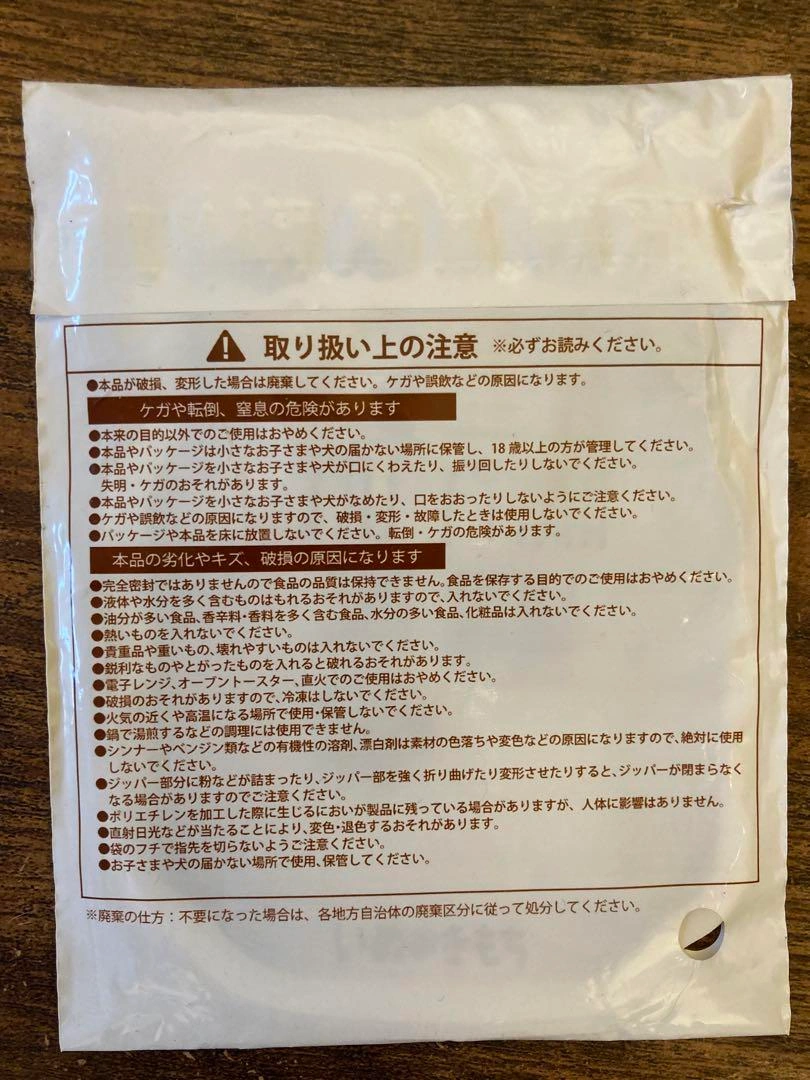 取り扱い上の注意 ※必ずお読みください。
●本品が破損、変形した場合は廃棄してください。ケガや誤飲などの原因になります。
ケガや転倒、窒息の危険があります
●本来の目的以外でのご使用はおやめください。
●本品やパッケージは小さなお子さまや犬の届かない場所に保管し、18歳以上の方が管理してください。
●本品やパッケージを小さなお子さまや犬が口にくわえたり、振り回したりしないでください。
失明・ケガのおそれがあります。
●本品やパッケージを小さなお子さまや犬がなめたり、口をおおったりしないようにご注意ください。
●ケガや誤飲などの原因になりますので、破損・変形・故障したときは使用しないでください。
●パッケージや本品を床に放置しないでください。転倒・ケガの危険があります。
本品の劣化やキズ、破損の原因になります
●完全密封ではありませんので食品の品質は保持できません。食品を保存する目的でのご使用はおやめください。
●液体や水分を多く含むものはもれるおそれがありますので、入れないでください。
●油分が多い食品、香辛料・香料を多く含む食品、水分の多い食品、化粧品は入れないでください。
●熱いものを入れないでください。
●貴重品や重いもの、壊れやすいものは入れないでください。
●鋭利なものやとがったものを入れると破れるおそれがあります。
●電子レンジ、オーブントースター、直火でのご使用はおやめください。
●破損のおそれがありますので、冷凍はしないでください。
●火気の近くや高温になる場所で使用・保管しないでください。
●鍋で湯煎するなどの調理には使用できません。
●シンナーやベンジン類などの有機性の溶剤、漂白剤は素材の色落ちや変色などの原因になりますので、絶対に使用
しないでください。
●ジッパー部分に粉などが詰まったり、ジッパー部を強く折り曲げたり変形させたりすると、ジッパーが閉まらなく
なる場合がありますのでご注意ください。
●ポリエチレンを加工した際に生じるにおいが製品に残っている場合がありますが、人体に影響はありません。
●直射日光などが当たることにより、変色・退色するおそれがあります。
●袋のフチで指先を切らないようご注意ください。
●お子さまや犬の届かない場所で使用、保管してください。
※廃棄の仕方：不要になった場合は、各地方自治体の廃棄区分に従って処分してください。